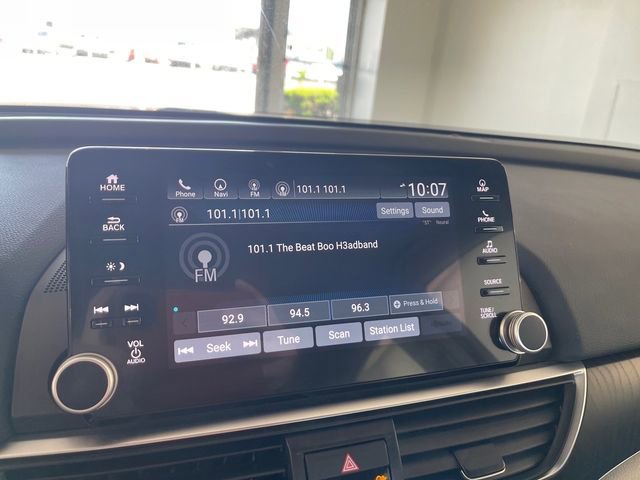 HOME
BACK
VOL
AUDIO
Phone
Navi
FM
101.1 101.1
10:07
101.1|101.1
Settings
Sound
"ST" Neural
FM
101.1 The Beat Boo H3adband
92.9
94.5
96.3
Press & Hold
Seek
Tune
Scan
Station List
MAP
PHONE
AUDIO
SOURCE
TUNE/
SCROLL